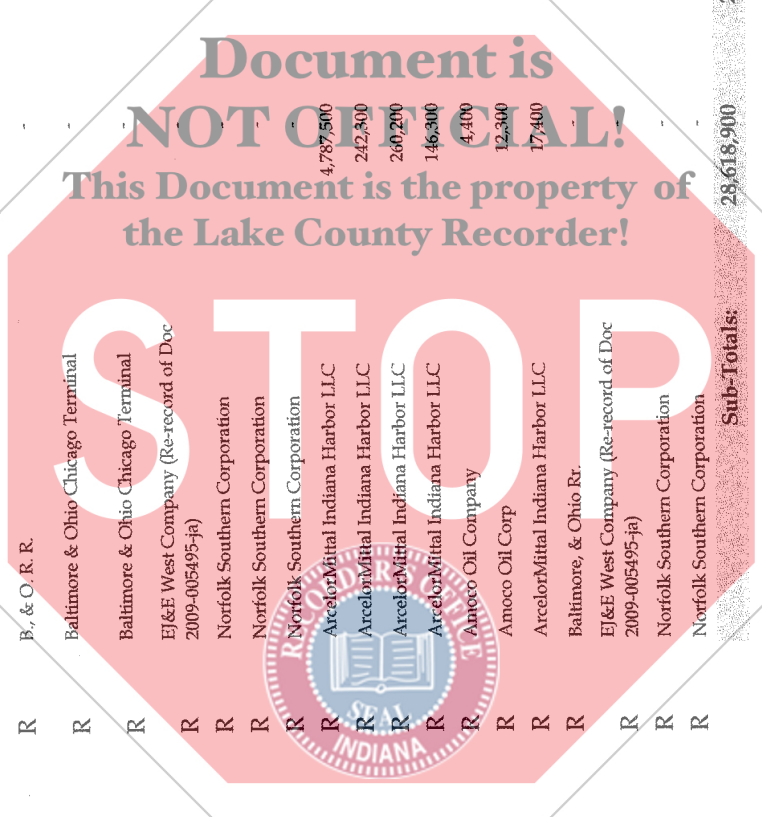 Document is
NOT OFFICIAL!
This Document is the property of
the Lake County Recorder!
STOP
RECORDER'S OFFICE
SEAL
INDIANA
R B., & O. R. R. -
R Baltimore & Ohio Chicago Terminal -
R Baltimore & Ohio Chicago Terminal -
R EJ&E West Company (Re-record of Doc -
2009-005495-ja)
R Norfolk Southern Corporation -
R Norfolk Southern Corporation -
R Norfolk Southern Corporation -
R ArcelorMittal Indiana Harbor LLC 4,787,500
R ArcelorMittal Indiana Harbor LLC 242,300
R ArcelorMittal Indiana Harbor LLC 260,200
R ArcelorMittal Indiana Harbor LLC 146,300
R Amoco Oil Company 4,400
R Amoco Oil Corp 12,300
R ArcelorMittal Indiana Harbor LLC 17,400
R Baltimore, & Ohio Rr. -
R EJ&E West Company (Re-record of Doc -
2009-005495-ja)
R Norfolk Southern Corporation -
R Norfolk Southern Corporation -
Sub-Totals: 28,618,900